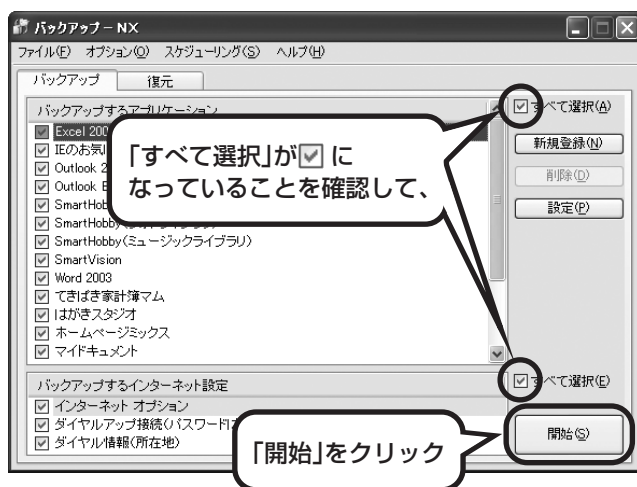 バックアップ－NX
ファイル(F) オプション(O) スケジューリング(S) ヘルプ(H)
バックアップ 復元
バックアップするアプリケーション
すべて選択(A)
Excel 200
IEのお気に
Outlook 2
Outlook E
SmartHob
SmartHobby
SmartHobby(ミュージックライブラリ)
SmartVision
Word 2003
てきぱき家計簿マム
はがきスタジオ
ホームページミックス
マイドキュメント
新規登録(N)
削除(D)
設定(P)
「すべて選択」が☑に
なっていることを確認して、
バックアップするインターネット設定
すべて選択(E)
インターネット オプション
ダイヤルアップ接続(パスワード
ダイヤル情報(所在地)
開始(S)
「開始」をクリック